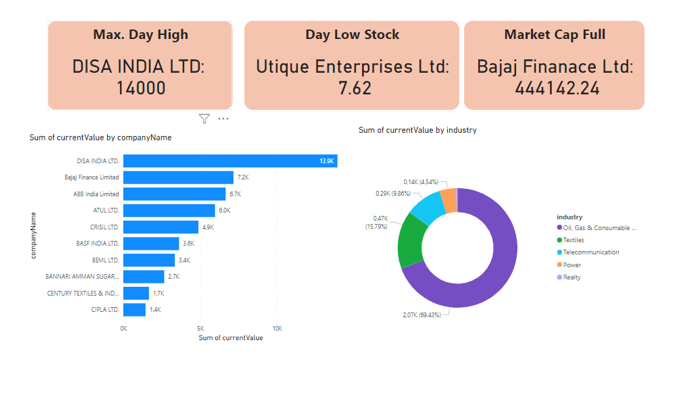 Max. Day High
DISA INDIA LTD:
14000
Day Low Stock
Utique Enterprises Ltd:
7.62
Market Cap Full
Bajaj Finanace Ltd:
444142.24
Sum of currentValue by companyName
companyName
DISA INDIA LTD.
13.9K
Bajaj Finance Limited
7.2K
ABB India Limited
6.7K
ATUL LTD.
6.0K
CRISIL LTD.
4.9K
BASF INDIA LTD.
3.6K
BEML LTD.
3.4K
BANNARI AMMAN SUGAR...
2.7K
CENTURY TEXTILES & IND...
1.7K
CIPLA LTD.
1.4K
0K
5K
10K
Sum of currentValue
Sum of currentValue by industry
0.14K (4.54%)
0.29K (9.86%)
0.47K
(15.79%)
2.07K (69.43%)
industry
Oil, Gas & Consumable ...
Textiles
Telecommunication
Power
Realty